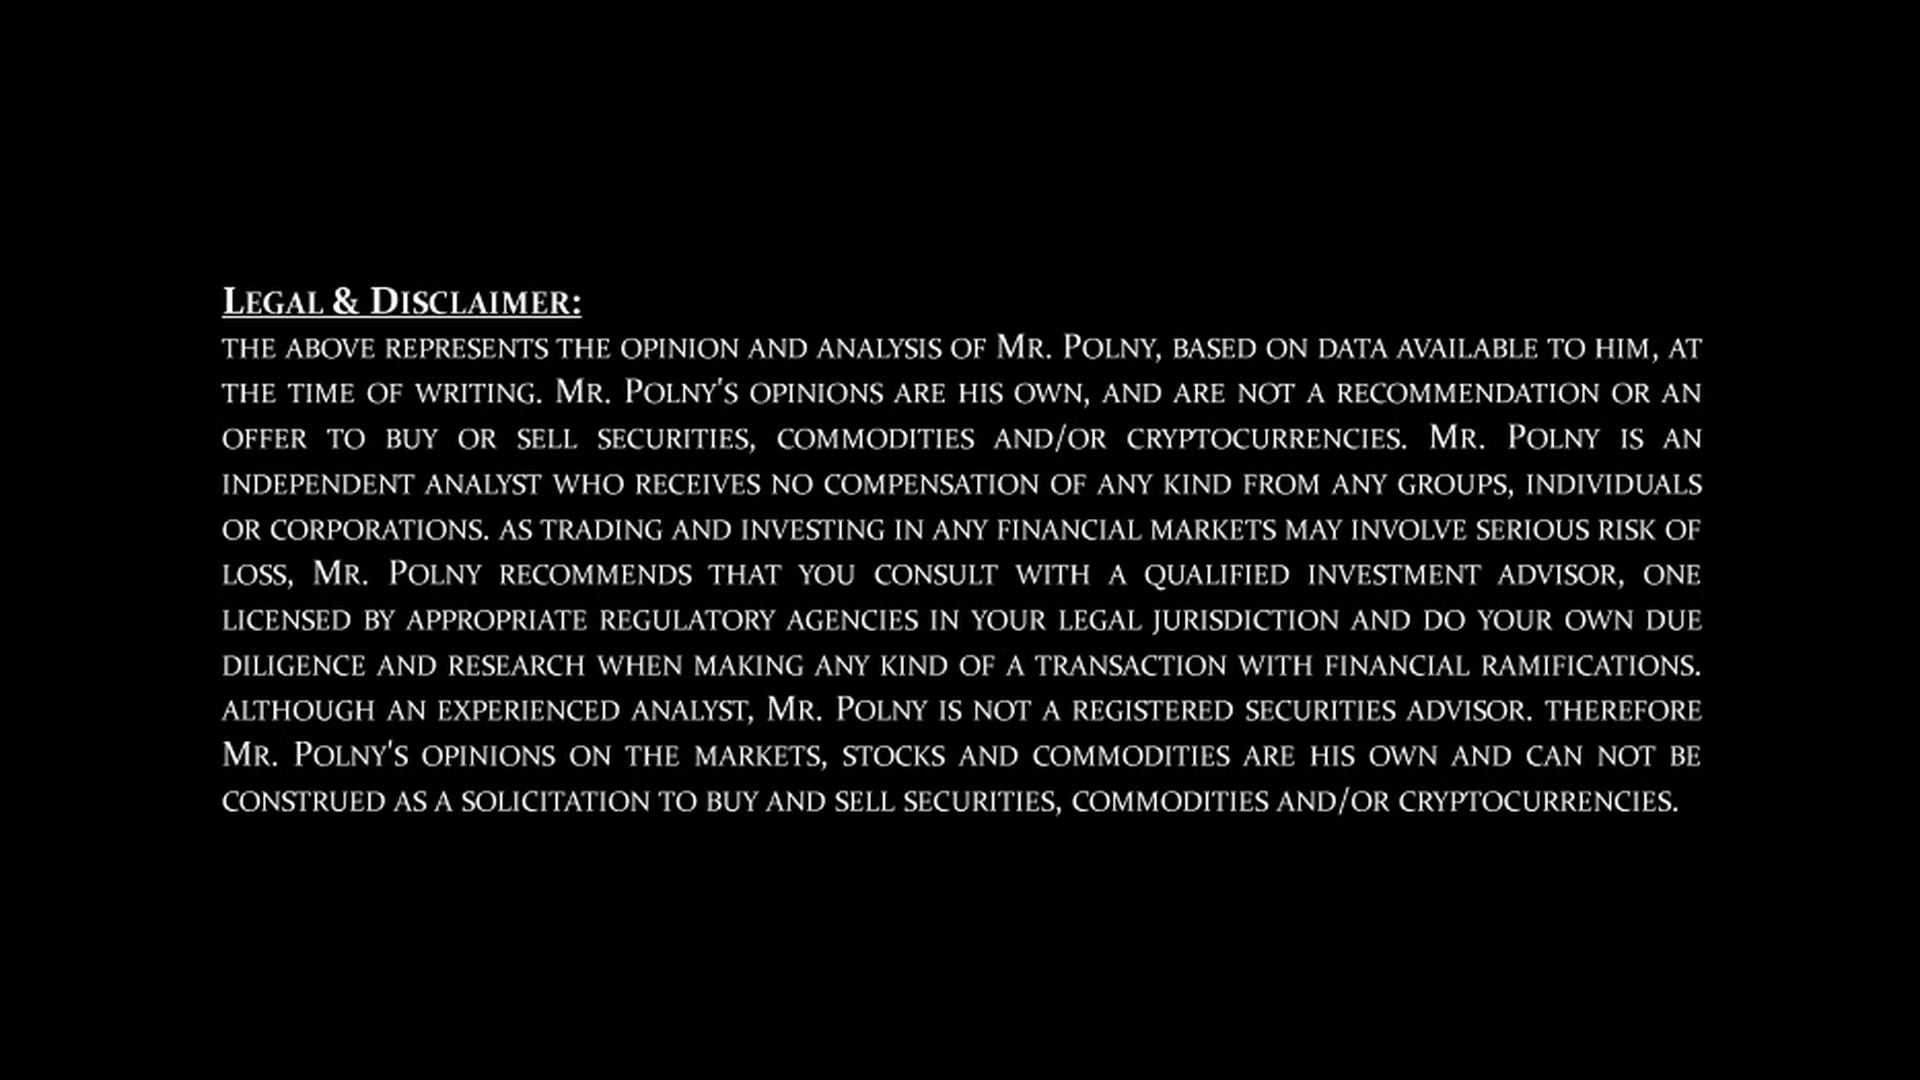 LEGAL & DISCLAIMER:
THE ABOVE REPRESENTS THE OPINION AND ANALYSIS OF MR. POLNY, BASED ON DATA AVAILABLE TO HIM, AT
THE TIME OF WRITING. MR. POLNY'S OPINIONS ARE HIS OWN, AND ARE NOT A RECOMMENDATION OR AN
OFFER TO BUY OR SELL SECURITIES, COMMODITIES AND/OR CRYPTOCURRENCIES. MR. POLNY IS AN
INDEPENDENT ANALYST WHO RECEIVES NO COMPENSATION OF ANY KIND FROM ANY GROUPS, INDIVIDUALS
OR CORPORATIONS. AS TRADING AND INVESTING IN ANY FINANCIAL MARKETS MAY INVOLVE SERIOUS RISK OF
LOSS, MR. POLNY RECOMMENDS THAT YOU CONSULT WITH A QUALIFIED INVESTMENT ADVISOR, ONE
LICENSED BY APPROPRIATE REGULATORY AGENCIES IN YOUR LEGAL JURISDICTION AND DO YOUR OWN DUE
DILIGENCE AND RESEARCH WHEN MAKING ANY KIND OF A TRANSACTION WITH FINANCIAL RAMIFICATIONS.
ALTHOUGH AN EXPERIENCED ANALYST, MR. POLNY IS NOT A REGISTERED SECURITIES ADVISOR. THEREFORE
MR. POLNY'S OPINIONS ON THE MARKETS, STOCKS AND COMMODITIES ARE HIS OWN AND CAN NOT BE
CONSTRUED AS A SOLICITATION TO BUY AND SELL SECURITIES, COMMODITIES AND/OR CRYPTOCURRENCIES.